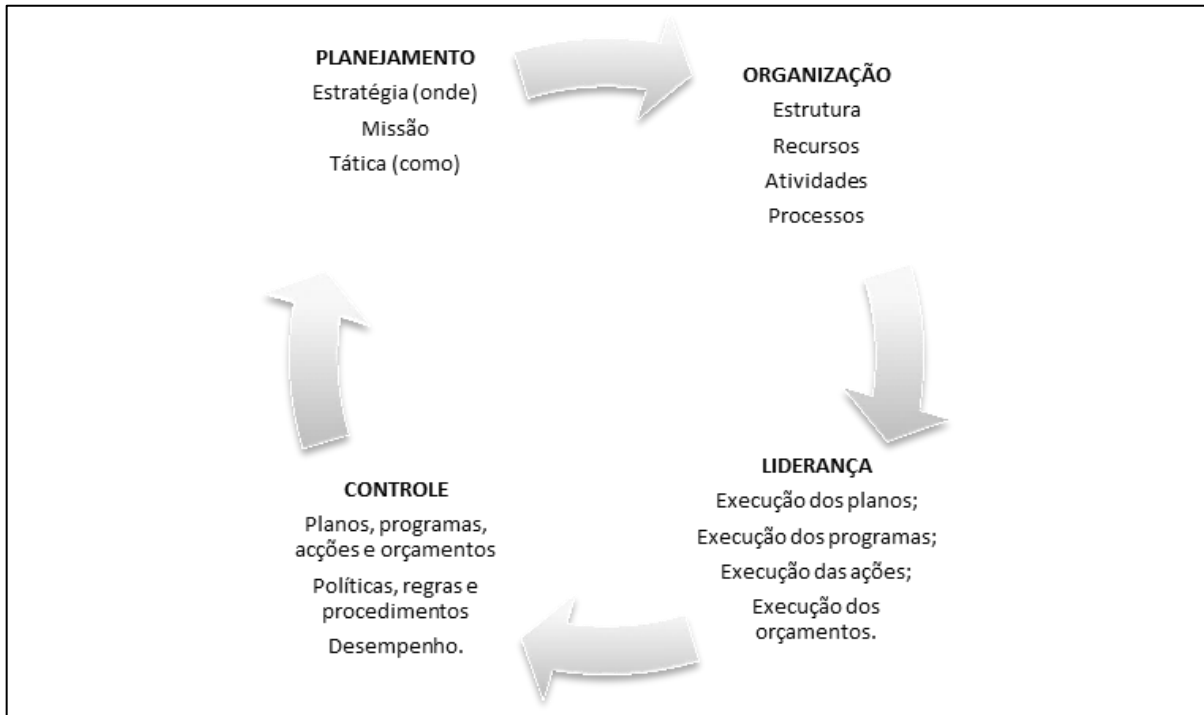 PLANEJAMENTO
Estratégia (onde)
Missão
Tática (como)
ORGANIZAÇÃO
Estrutura
Recursos
Atividades
Processos
LIDERANÇA
Execução dos planos;
Execução dos programas;
Execução das ações;
Execução dos
orçamentos.
CONTROLE
Planos, programas,
acções e orçamentos
Políticas, regras e
procedimentos
Desempenho.